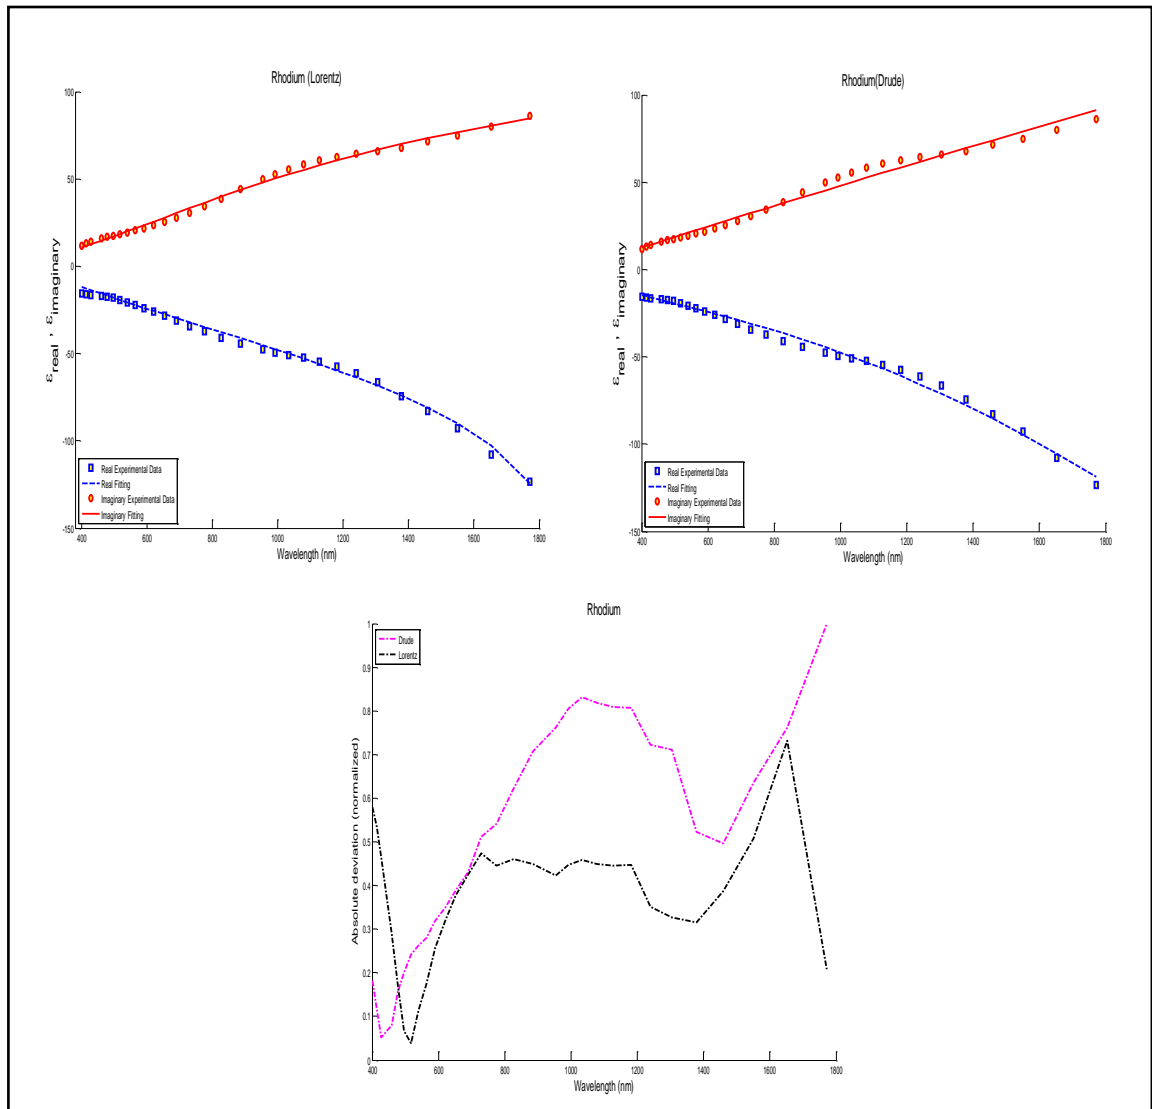 Rhodium (Lorentz)
100
50
0
-50
-100
-150
400
600
800
1000
1200
1400
1600
1800
Wavelength (nm)
εreal , εimaginary
Real Experimental Data
Real Fitting
Imaginary Experimental Data
Imaginary Fitting
Rhodium(Drude)
100
50
0
-50
-100
-150
400
600
800
1000
1200
1400
1600
1800
Wavelength (nm)
εreal , εimaginary
Real Experimental Data
Real Fitting
Imaginary Experimental Data
Imaginary Fitting
Rhodium
Drude
Lorentz
1
0.9
0.8
0.7
0.6
0.5
0.4
0.3
0.2
0.1
0
400
600
800
1000
1200
1400
1600
1800
Wavelength (nm)
Absolute deviation (normalized)